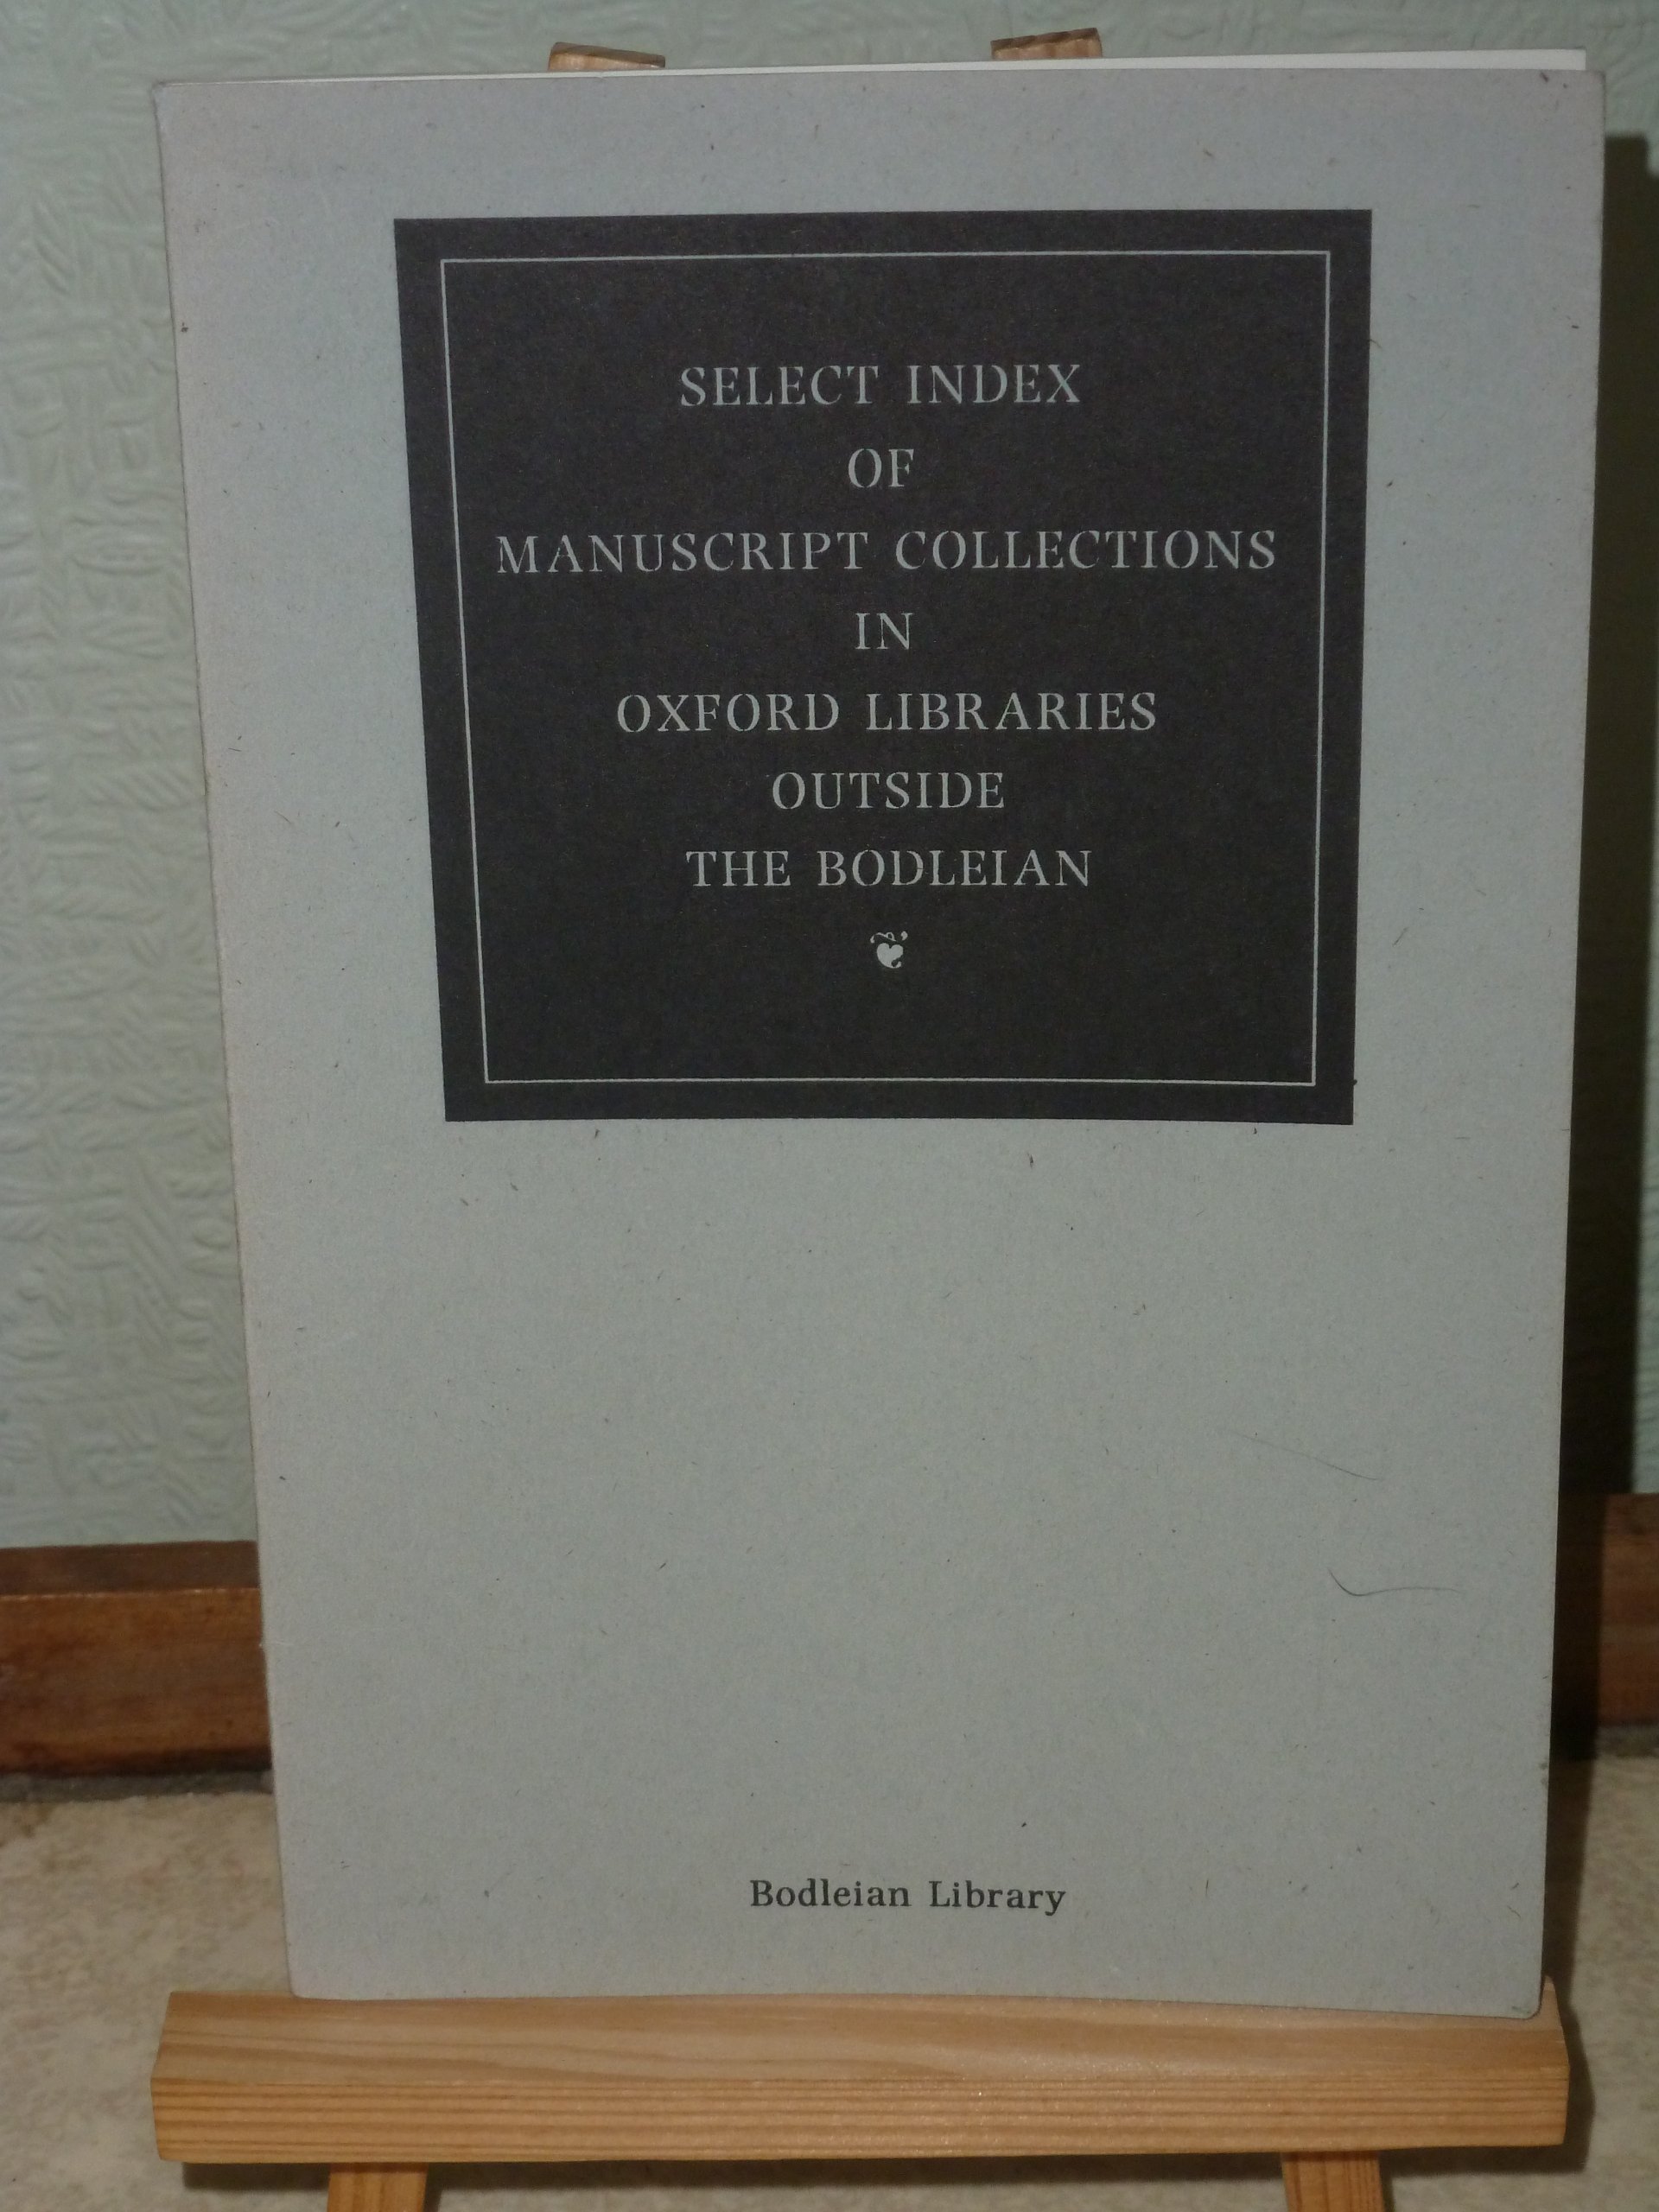 SELECT INDEX
OF
MANUSCRIPT COLLECTIONS
IN
OXFORD LIBRARIES
OUTSIDE
THE BODLEIAN
❦
Bodleian Library